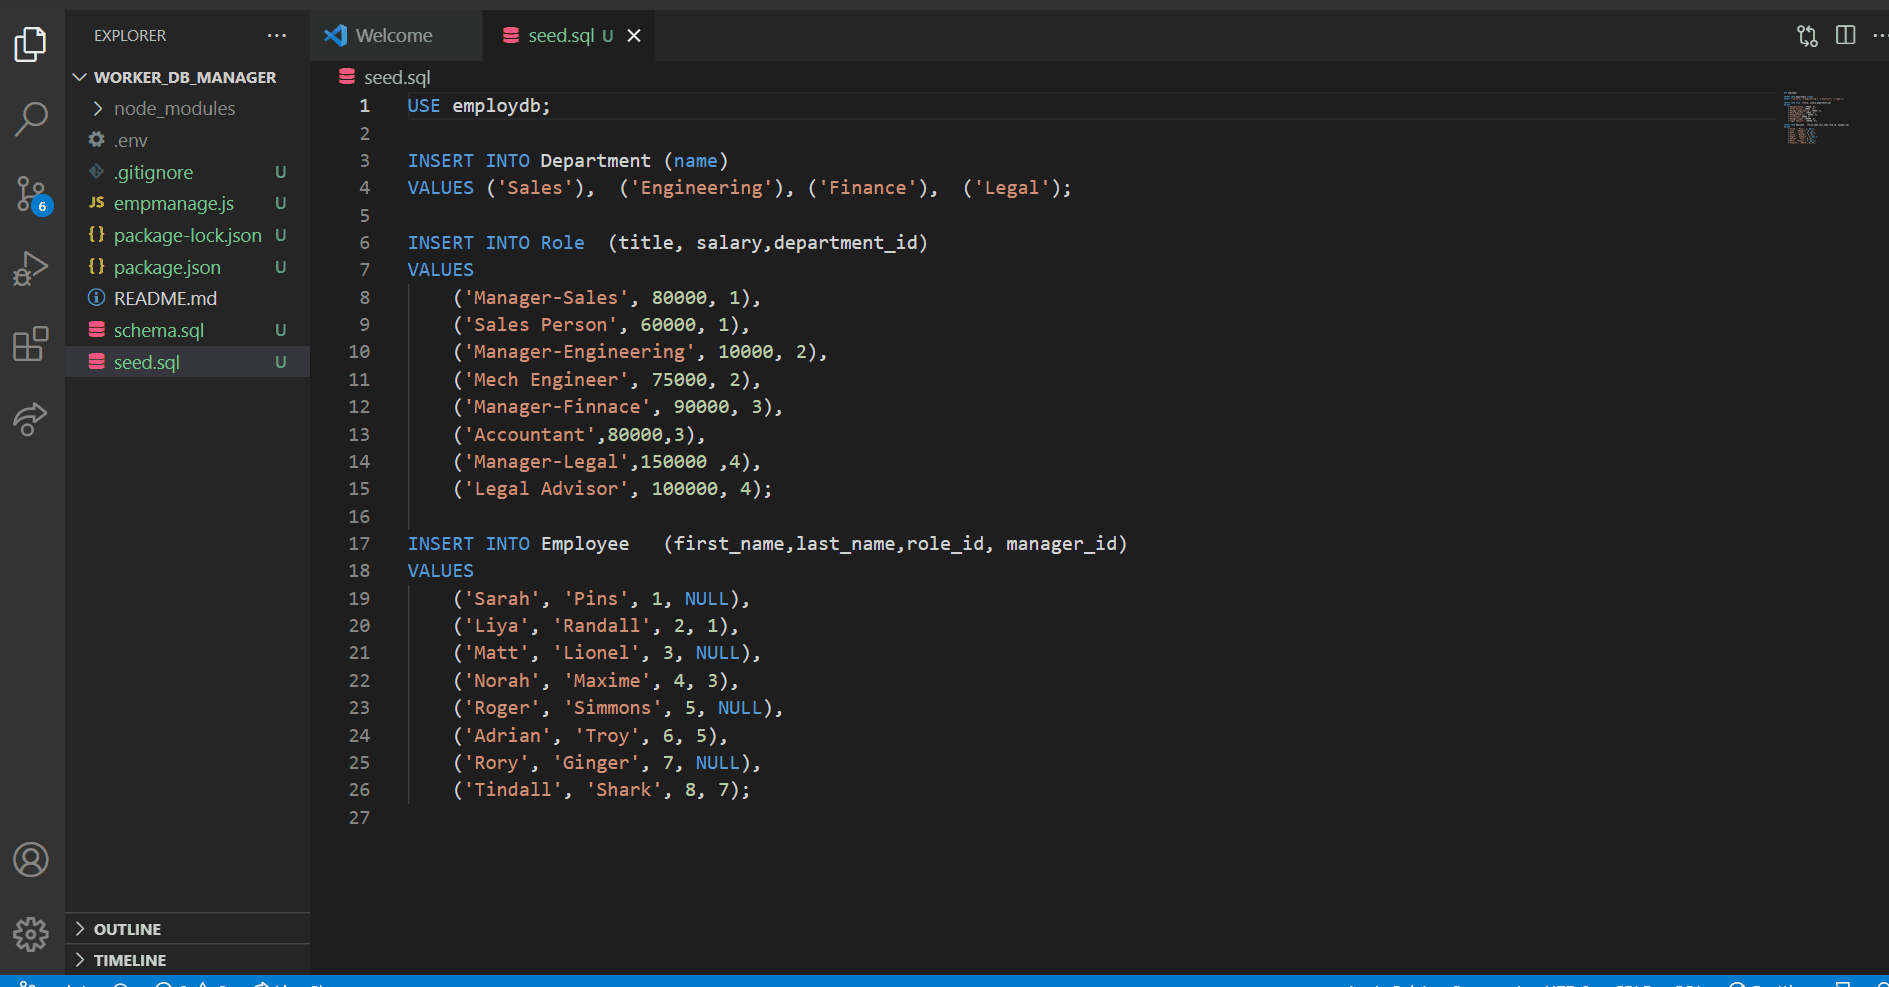 EXPLORER
WORKER_DB_MANAGER
node_modules
.env
.gitignore U
empmanage.js U
package-lock.json U
package.json U
README.md
schema.sql U
seed.sql U
OUTLINE
TIMELINE
6
Welcome
seed.sql U
seed.sql
1 USE employdb;
2
3 INSERT INTO Department (name)
4 VALUES ('Sales'),  ('Engineering'), ('Finance'),  ('Legal');
5
6 INSERT INTO Role  (title, salary,department_id)
7 VALUES
8     ('Manager-Sales', 80000, 1),
9     ('Sales Person', 60000, 1),
10     ('Manager-Engineering', 10000, 2),
11     ('Mech Engineer', 75000, 2),
12     ('Manager-Finnace', 90000, 3),
13     ('Accountant',80000,3),
14     ('Manager-Legal',150000 ,4),
15     ('Legal Advisor', 100000, 4);
16
17 INSERT INTO Employee   (first_name,last_name,role_id, manager_id)
18 VALUES
19     ('Sarah', 'Pins', 1, NULL),
20     ('Liya', 'Randall', 2, 1),
21     ('Matt', 'Lionel', 3, NULL),
22     ('Norah', 'Maxime', 4, 3),
23     ('Roger', 'Simmons', 5, NULL),
24     ('Adrian', 'Troy', 6, 5),
25     ('Rory', 'Ginger', 7, NULL),
26     ('Tindall', 'Shark', 8, 7);
27